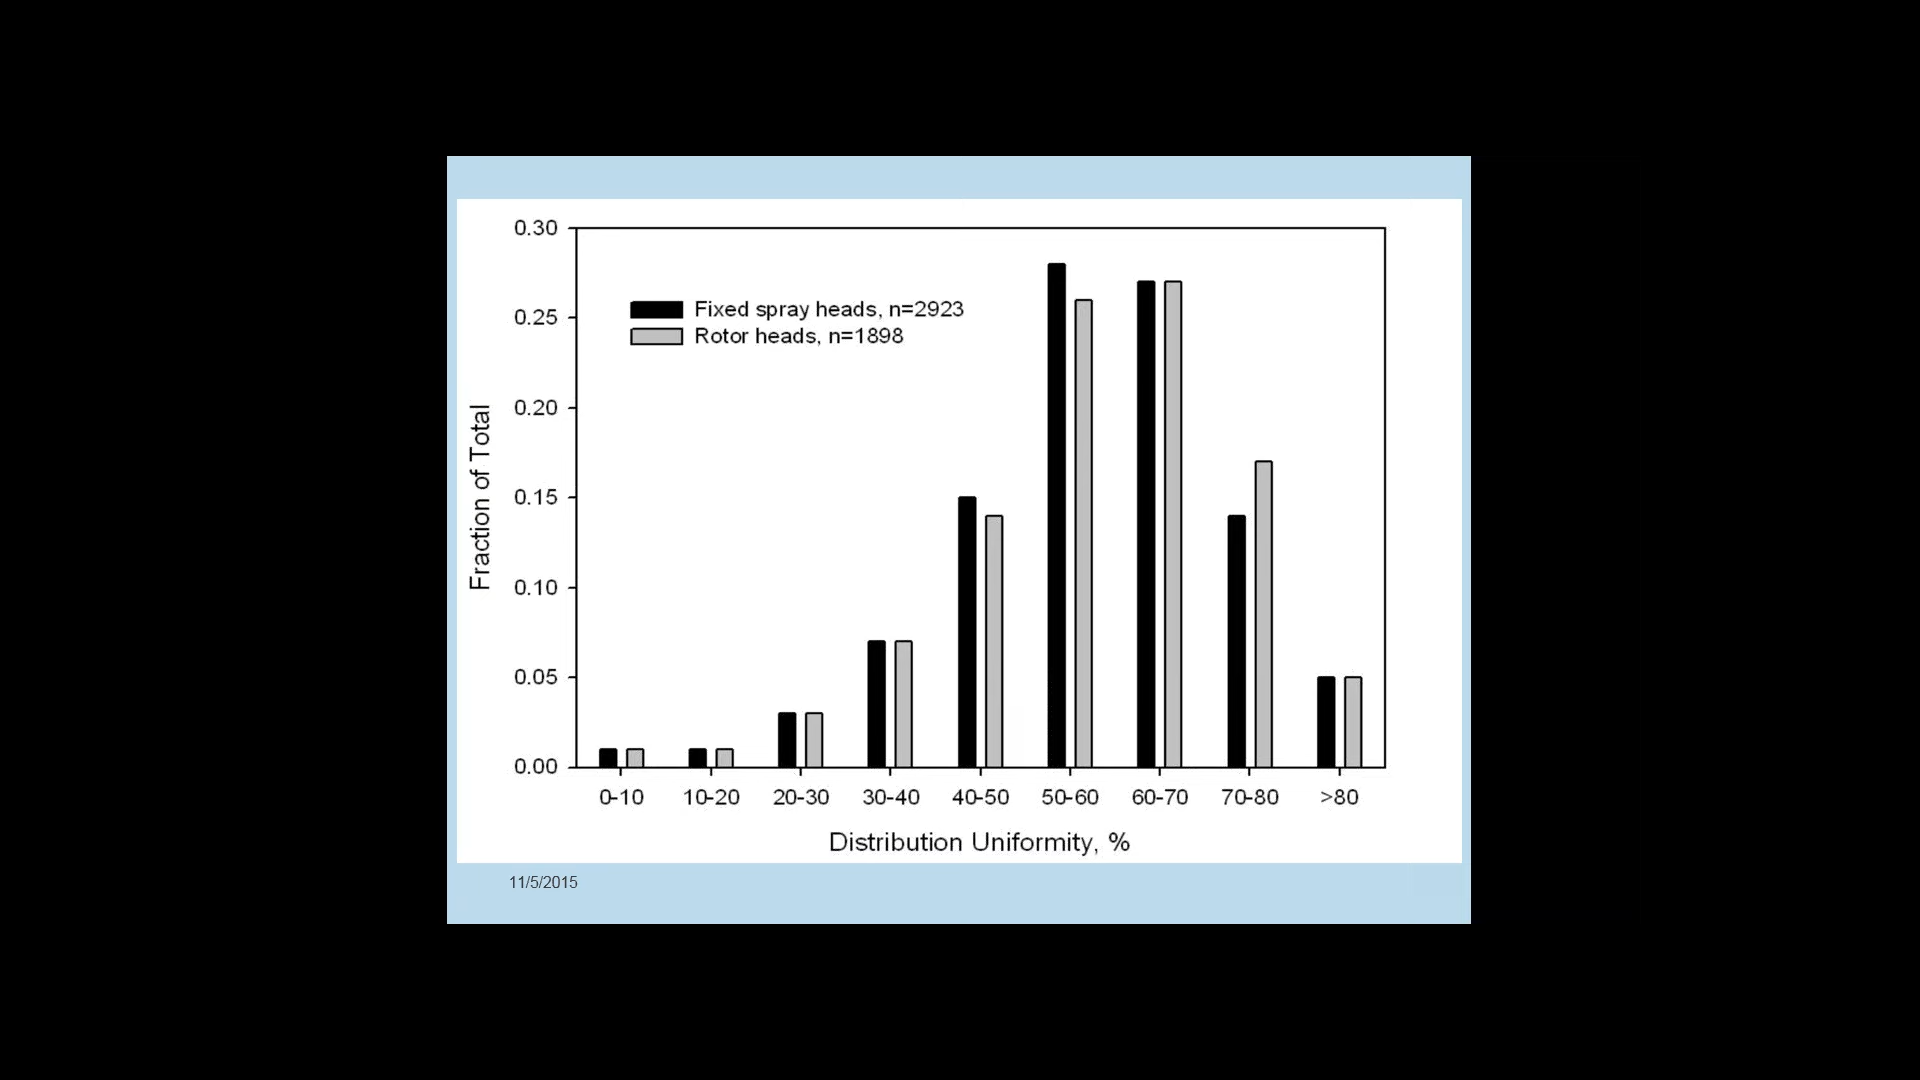 0.30
0.25
0.20
0.15
0.10
0.05
0.00
Fraction of Total
Fixed spray heads, n=2923
Rotor heads, n=1898
0-10 10-20 20-30 30-40 40-50 50-60 60-70 70-80 >80
Distribution Uniformity, %
11/5/2015